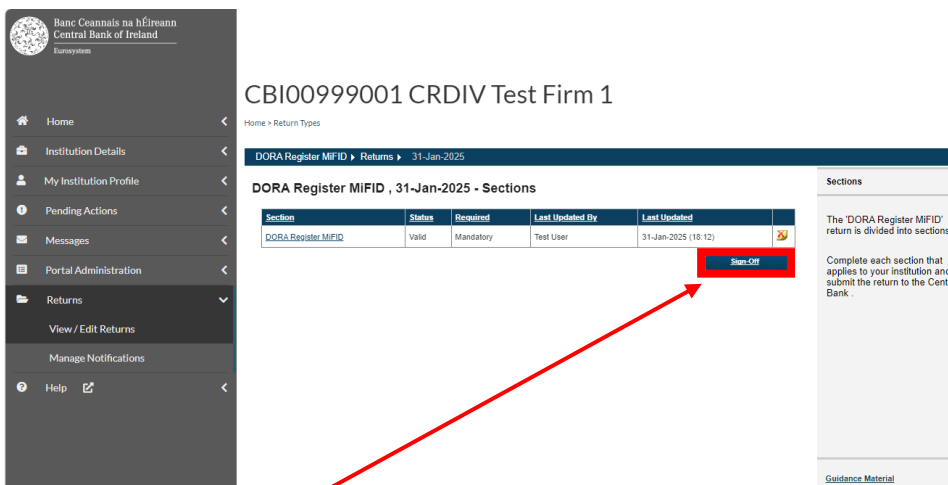 Banc Ceannais na hÉireann
Central Bank of Ireland
Eurosystem
Home
Institution Details
My Institution Profile
Pending Actions
Messages
Portal Administration
Returns
View / Edit Returns
Manage Notifications
Help
CBI00999001 CRDIV Test Firm 1
Home > Return Types
DORA Register MiFID Returns 31-Jan-2025
DORA Register MiFID , 31-Jan-2025 - Sections
Section Status Required Last Updated By Last Updated
DORA Register MiFID Valid Mandatory Test User 31-Jan-2025 (18:12)
Sign-Off
Sections
The 'DORA Register MiFID'
return is divided into sections
Complete each section that
applies to your institution and
submit the return to the Cent
Bank .
Guidance Material